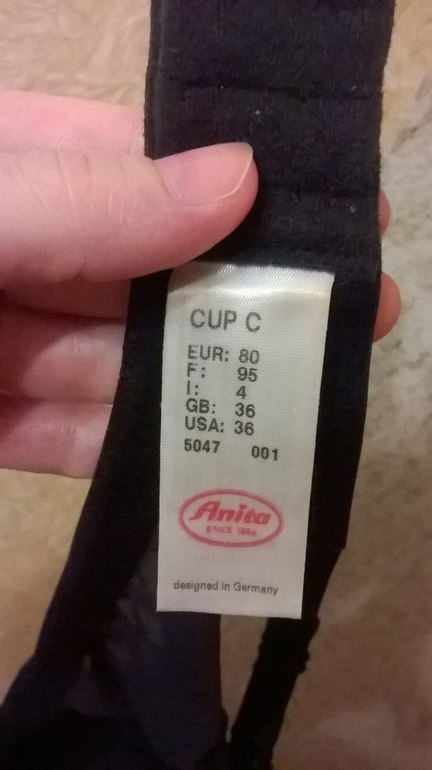 CUP C
EUR: 80
F: 95
I: 4
GB: 36
USA: 36
5047 001
Anita
SINCE 1886
designed in Germany